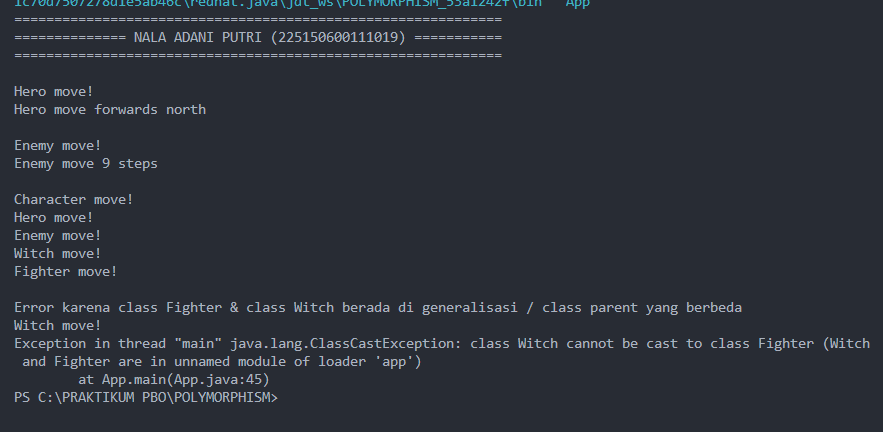 1c70d7507278d1e5ab46c\redhat.java\jdt_ws\POLYMORPHISM_53a1242f\bin' 'App'
=============================================================
============== NALA ADANI PUTRI (225150600111019) ===========
=============================================================
Hero move!
Hero move forwards north
Enemy move!
Enemy move 9 steps
Character move!
Hero move!
Enemy move!
Witch move!
Fighter move!
Error karena class Fighter & class Witch berada di generalisasi / class parent yang berbeda
Witch move!
Exception in thread "main" java.lang.ClassCastException: class Witch cannot be cast to class Fighter (Witch
and Fighter are in unnamed module of loader 'app')
at App.main(App.java:45)
PS C:\PRAKTIKUM PBO\POLYMORPHISM>